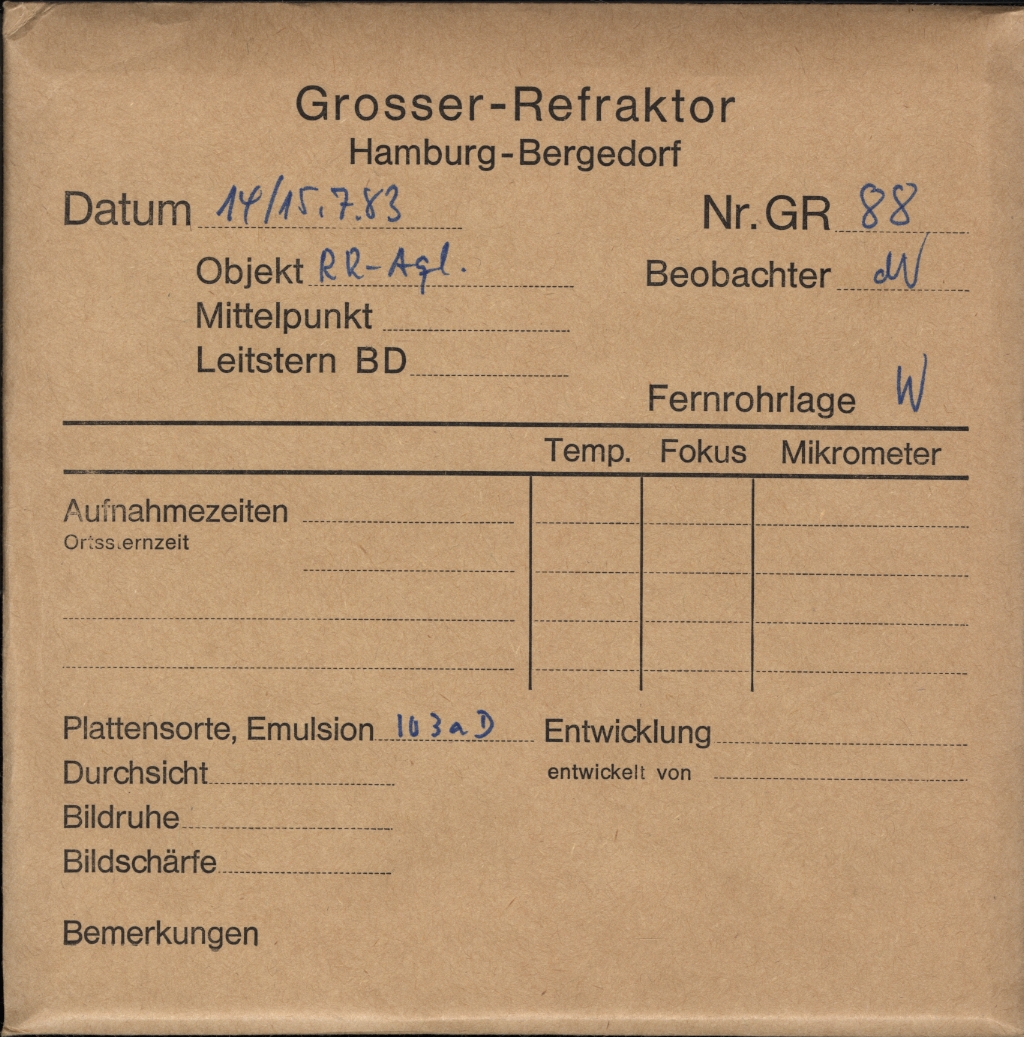 Grosser-Refraktor
Hamburg-Bergedorf
Datum 14/15.7.83 Nr. GR 88
Objekt RR-Aql. Beobachter dW
Mittelpunkt
Leitstern BD
Fernrohrlage W
Temp. Fokus Mikrometer
Aufnahmezeiten
Ortssternzeit
Plattensorte, Emulsion 103aD Entwicklung
Durchsicht entwickelt von
Bildruhe
Bildschärfe
Bemerkungen